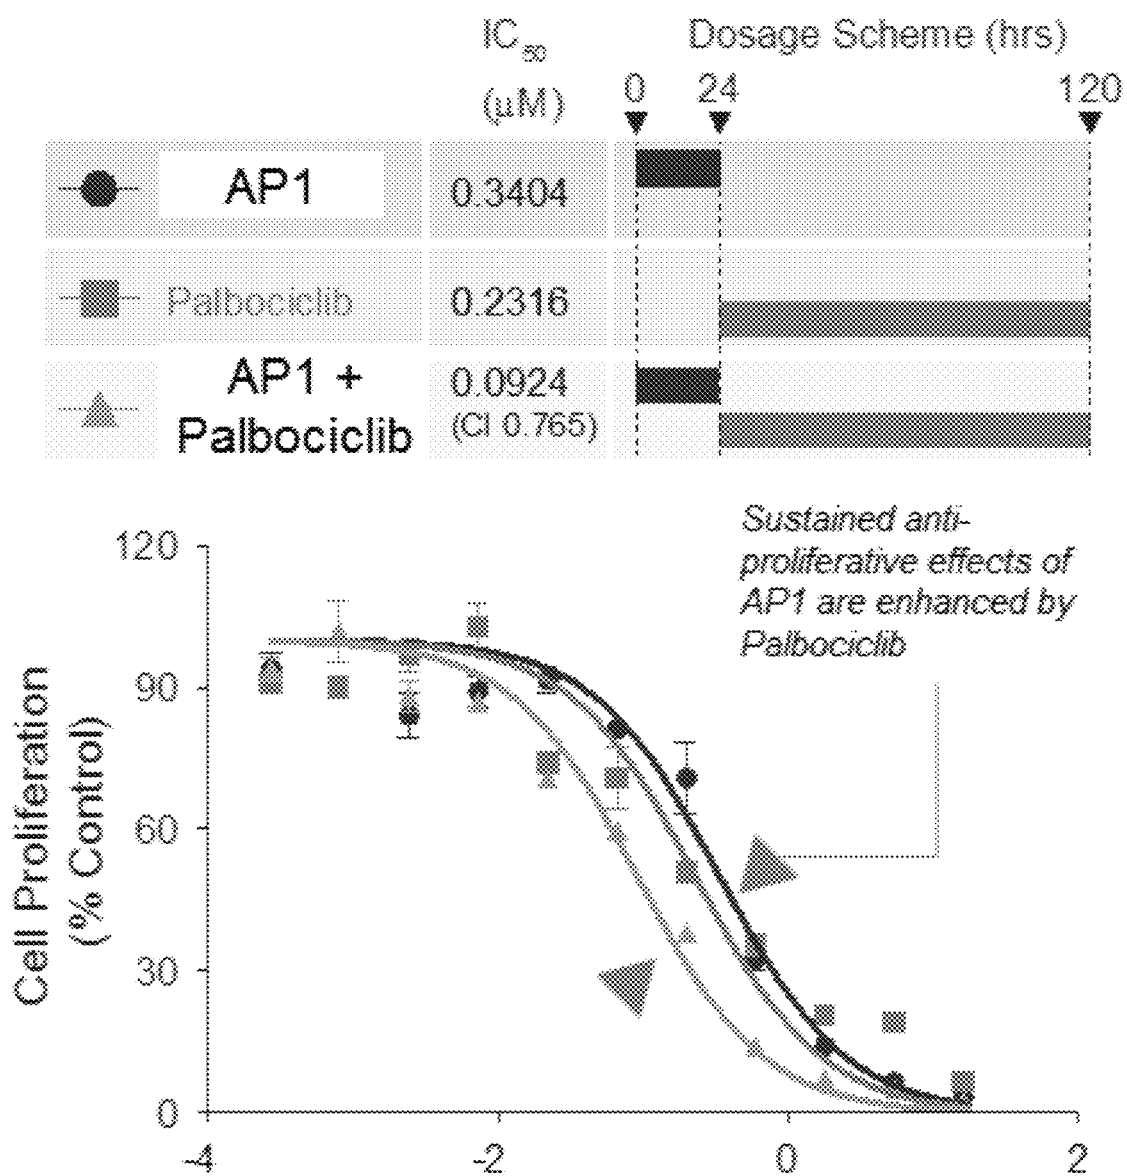 IC50 Dosage Scheme (hrs)
(µM) 0 24 120
AP1 0.3404
Palbociclib 0.2316
AP1 + 0.0924
Palbociclib (CI 0.765)
Sustained anti-
proliferative effects of
AP1 are enhanced by
Palbociclib
Cell Proliferation
(% Control)
120
90
60
30
0
-4 -2 0 2